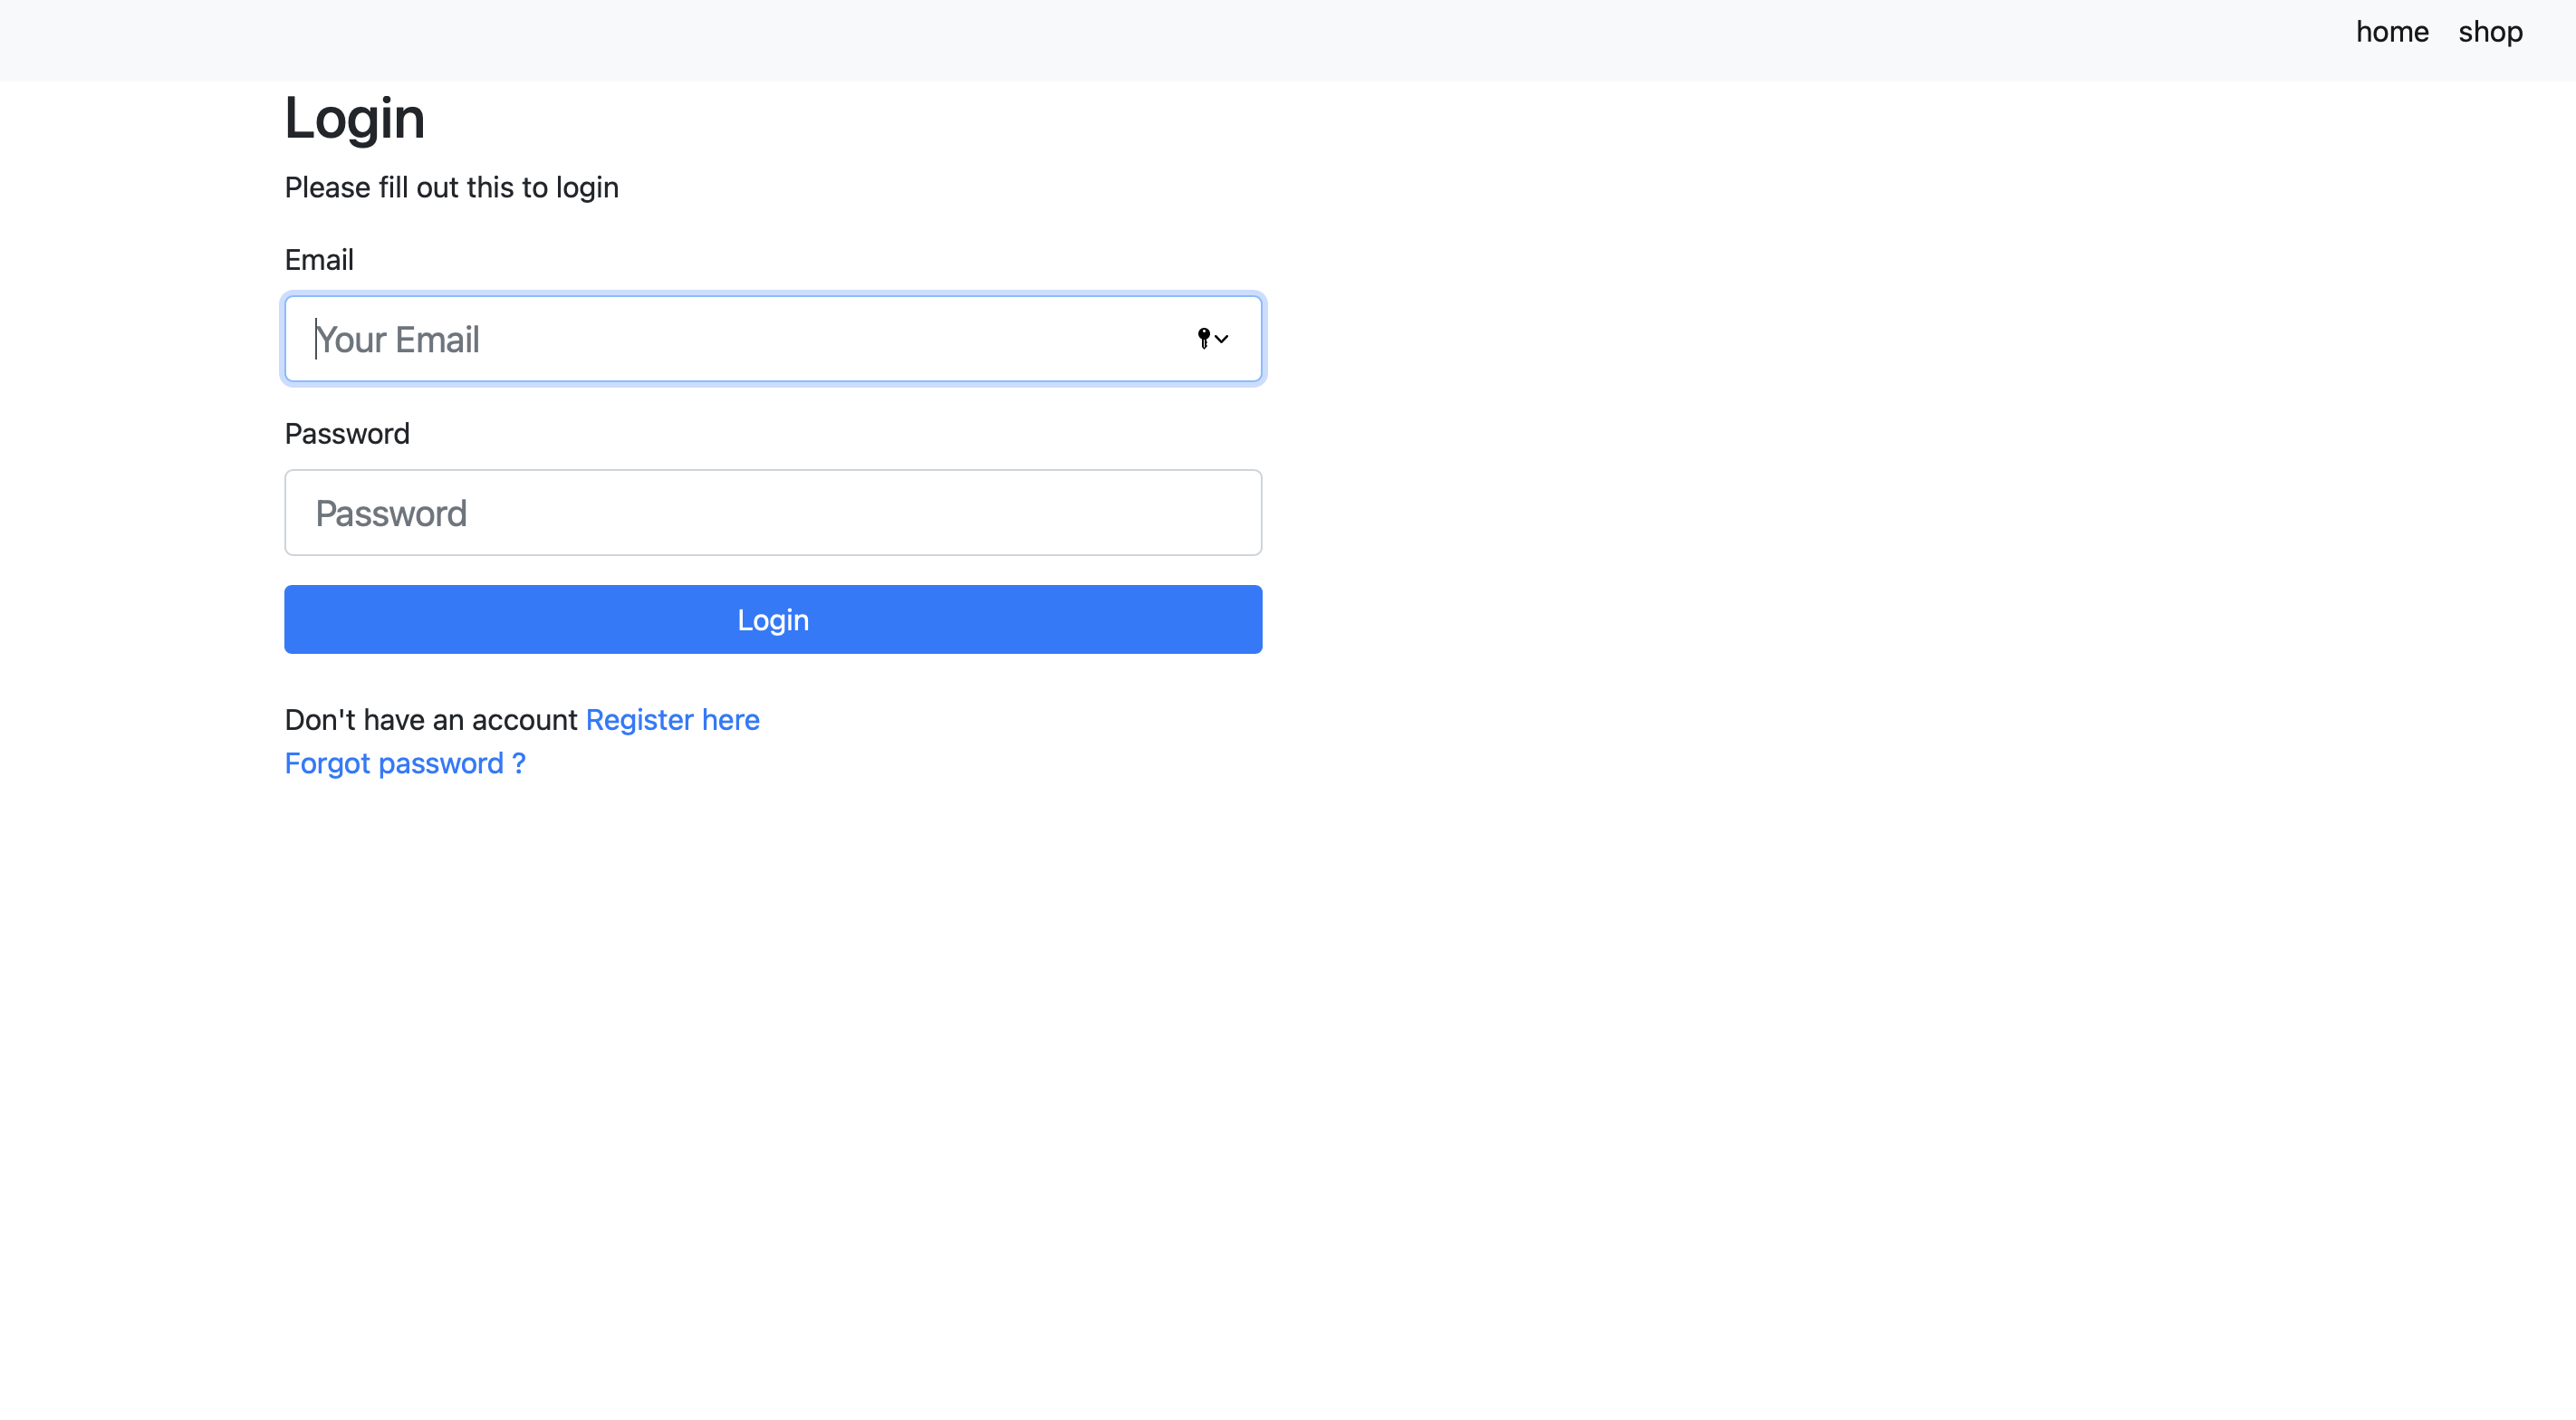 home shop
Login
Please fill out this to login
Email
Your Email
Password
Password
Login
Don't have an account Register here
Forgot password ?